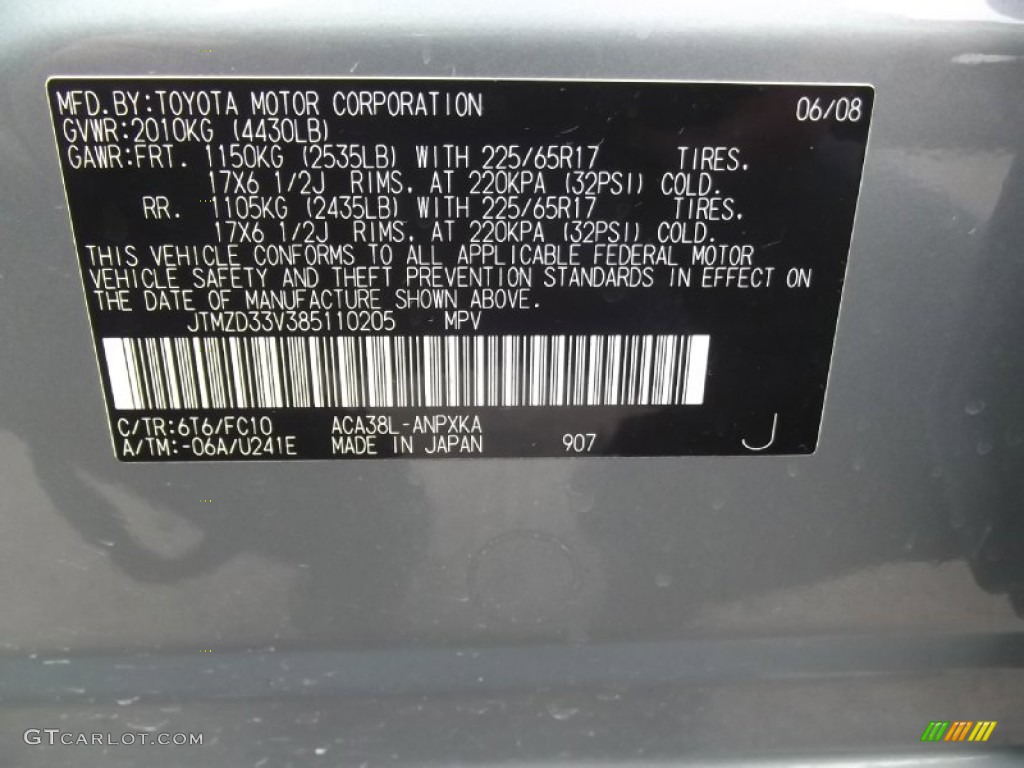 MFD.BY:TOYOTA MOTOR CORPORATION 06/08
GVWR:2010KG (4430LB)
GAWR:FRT. 1150KG (2535LB) WITH 225/65R17 TIRES.
17X6 1/2J RIMS. AT 220KPA (32PSI) COLD.
RR. 1105KG (2435LB) WITH 225/65R17 TIRES.
17X6 1/2J RIMS. AT 220KPA (32PSI) COLD.
THIS VEHICLE CONFORMS TO ALL APPLICABLE FEDERAL MOTOR
VEHICLE SAFETY AND THEFT PREVENTION STANDARDS IN EFFECT ON
THE DATE OF MANUFACTURE SHOWN ABOVE.
JTMZD33V385110205 MPV
C/TR:6T6/FC10 ACA38L-ANPXKA
A/TM:-06A/U241E MADE IN JAPAN 907 J
GTCARLOT.COM